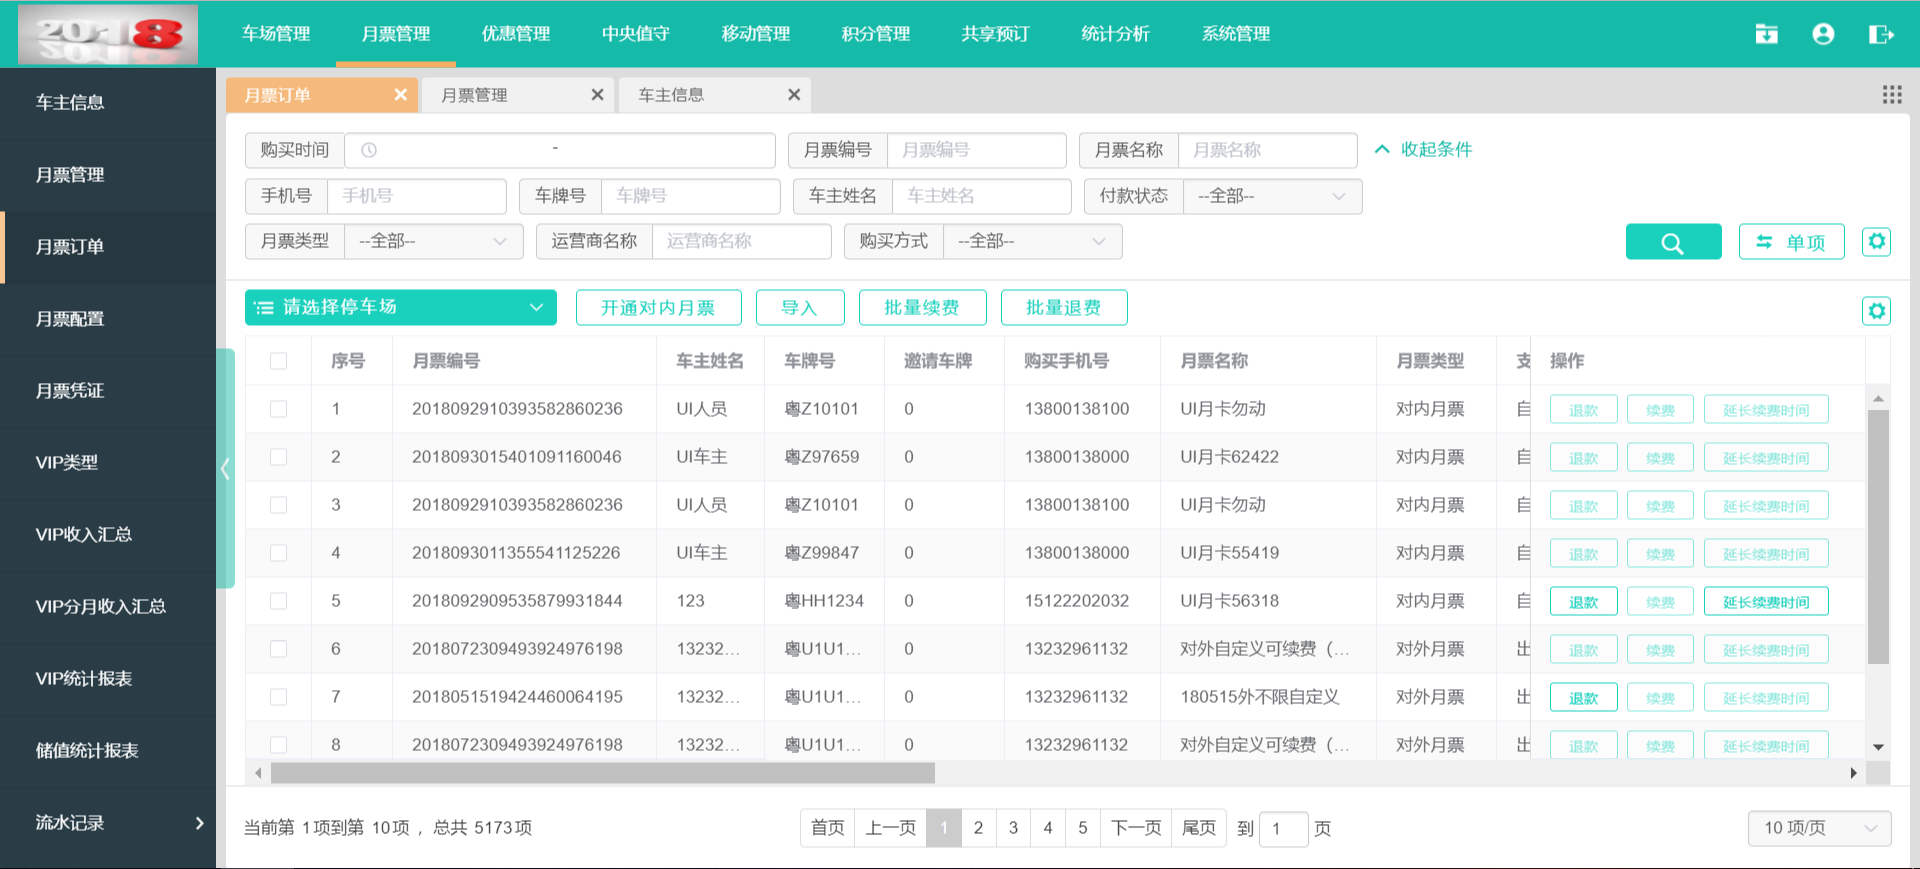 2018
车场管理 月票管理 优惠管理 中央值守 移动管理 积分管理 共享预订 统计分析 系统管理
车主信息
月票管理
月票订单
月票配置
月票凭证
VIP类型
VIP收入汇总
VIP分月收入汇总
VIP统计报表
储值统计报表
流水记录
月票订单 月票管理 车主信息
购买时间 - 月票编号 月票编号 月票名称 月票名称 收起条件
手机号 手机号 车牌号 车牌号 车主姓名 车主姓名 付款状态 --全部--
月票类型 --全部-- 运营商名称 运营商名称 购买方式 --全部-- 单项
请选择停车场 开通对内月票 导入 批量续费 批量退费
序号 月票编号 车主姓名 车牌号 邀请车牌 购买手机号 月票名称 月票类型 支 操作
1 2018092910393582860236 UI人员 粤Z10101 0 13800138100 UI月卡勿动 对内月票 自 退款 续费 延长续费时间
2 2018093015401091160046 UI车主 粤Z97659 0 13800138000 UI月卡62422 对内月票 自 退款 续费 延长续费时间
3 2018092910393582860236 UI人员 粤Z10101 0 13800138100 UI月卡勿动 对内月票 自 退款 续费 延长续费时间
4 2018093011355541125226 UI车主 粤Z99847 0 13800138000 UI月卡55419 对内月票 自 退款 续费 延长续费时间
5 2018092909535879931844 123 粤HH1234 0 15122202032 UI月卡56318 对内月票 自 退款 续费 延长续费时间
6 2018072309493924976198 13232... 粤U1U1... 0 13232961132 对外自定义可续费（... 对外月票 出 退款 续费 延长续费时间
7 2018051519424460064195 13232... 粤U1U1... 0 13232961132 180515外不限自定义 对外月票 出 退款 续费 延长续费时间
8 2018072309493924976198 13232... 粤U1U1... 0 13232961132 对外自定义可续费（... 对外月票 出 退款 续费 延长续费时间
当前第 1项到第 10项 ，总共 5173项 首页 上一页 1 2 3 4 5 下一页 尾页 到 1 页 10 项/页